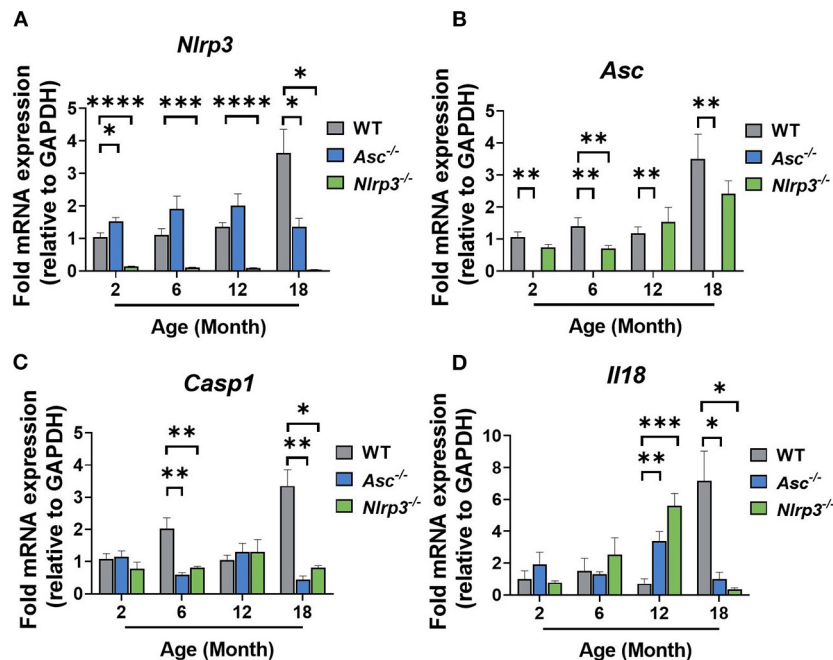 A
Nlrp3
Fold mRNA expression
(relative to GAPDH)
5
4
3
2
1
0
**** *** **** *
* *
2 6 12 18
Age (Month)
WT
Asc-/-
Nlrp3-/-
B
Asc
Fold mRNA expression
(relative to GAPDH)
5
4
3
2
1
0
** ** ** ** **
2 6 12 18
Age (Month)
WT
Asc-/-
Nlrp3-/-
C
Casp1
Fold mRNA expression
(relative to GAPDH)
5
4
3
2
1
0
** *
** **
2 6 12 18
Age (Month)
WT
Asc-/-
Nlrp3-/-
D
Il18
Fold mRNA expression
(relative to GAPDH)
10
8
6
4
2
0
*** *
** *
2 6 12 18
Age (Month)
WT
Asc-/-
Nlrp3-/-